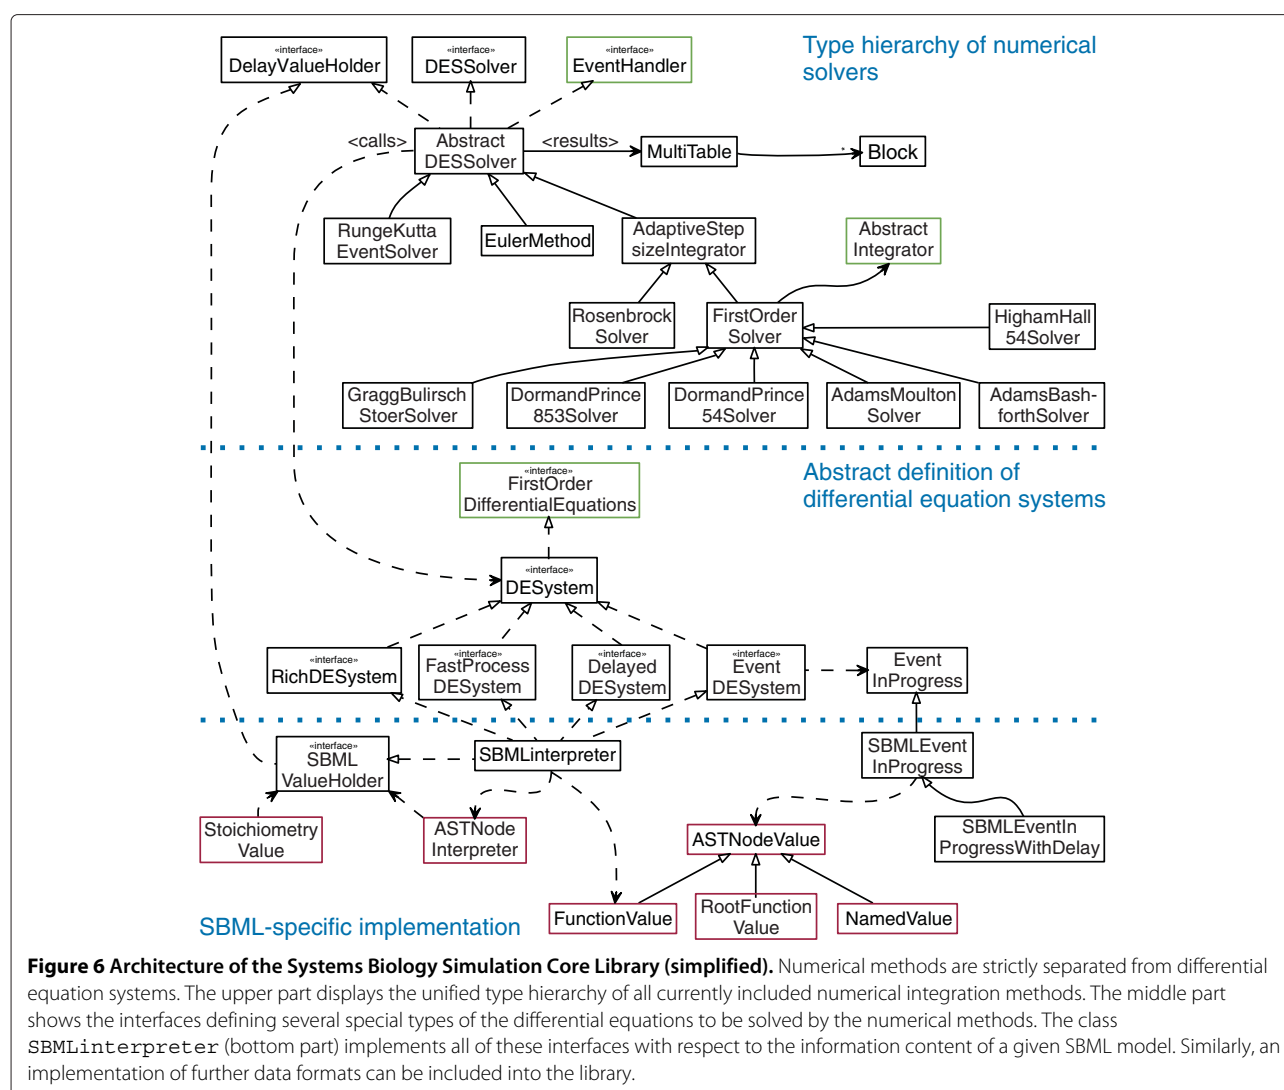 Type hierarchy of numerical
solvers
«interface»
DelayValueHolder
«interface»
DESSolver
«interface»
EventHandler
<calls>
Abstract
DESSolver
<results>
MultiTable
*
Block
RungeKutta
EventSolver
EulerMethod
AdaptiveStep
sizeIntegrator
Abstract
Integrator
Rosenbrock
Solver
FirstOrder
Solver
HighamHall
54Solver
GraggBulirsch
StoerSolver
DormandPrince
853Solver
DormandPrince
54Solver
AdamsMoulton
Solver
AdamsBash-
forthSolver
Abstract definition of
differential equation systems
«interface»
FirstOrder
DifferentialEquations
«interface»
DESystem
«interface»
RichDESystem
«interface»
FastProcess
DESystem
«interface»
Delayed
DESystem
«interface»
Event
DESystem
Event
InProgress
«interface»
SBML
ValueHolder
SBMLinterpreter
SBMLEvent
InProgress
Stoichiometry
Value
ASTNode
Interpreter
ASTNodeValue
SBMLEventIn
ProgressWithDelay
FunctionValue
RootFunction
Value
NamedValue
SBML-specific implementation
Figure 6 Architecture of the Systems Biology Simulation Core Library (simplified). Numerical methods are strictly separated from differential
equation systems. The upper part displays the unified type hierarchy of all currently included numerical integration methods. The middle part
shows the interfaces defining several special types of the differential equations to be solved by the numerical methods. The class
SBMLinterpreter (bottom part) implements all of these interfaces with respect to the information content of a given SBML model. Similarly, an
implementation of further data formats can be included into the library.